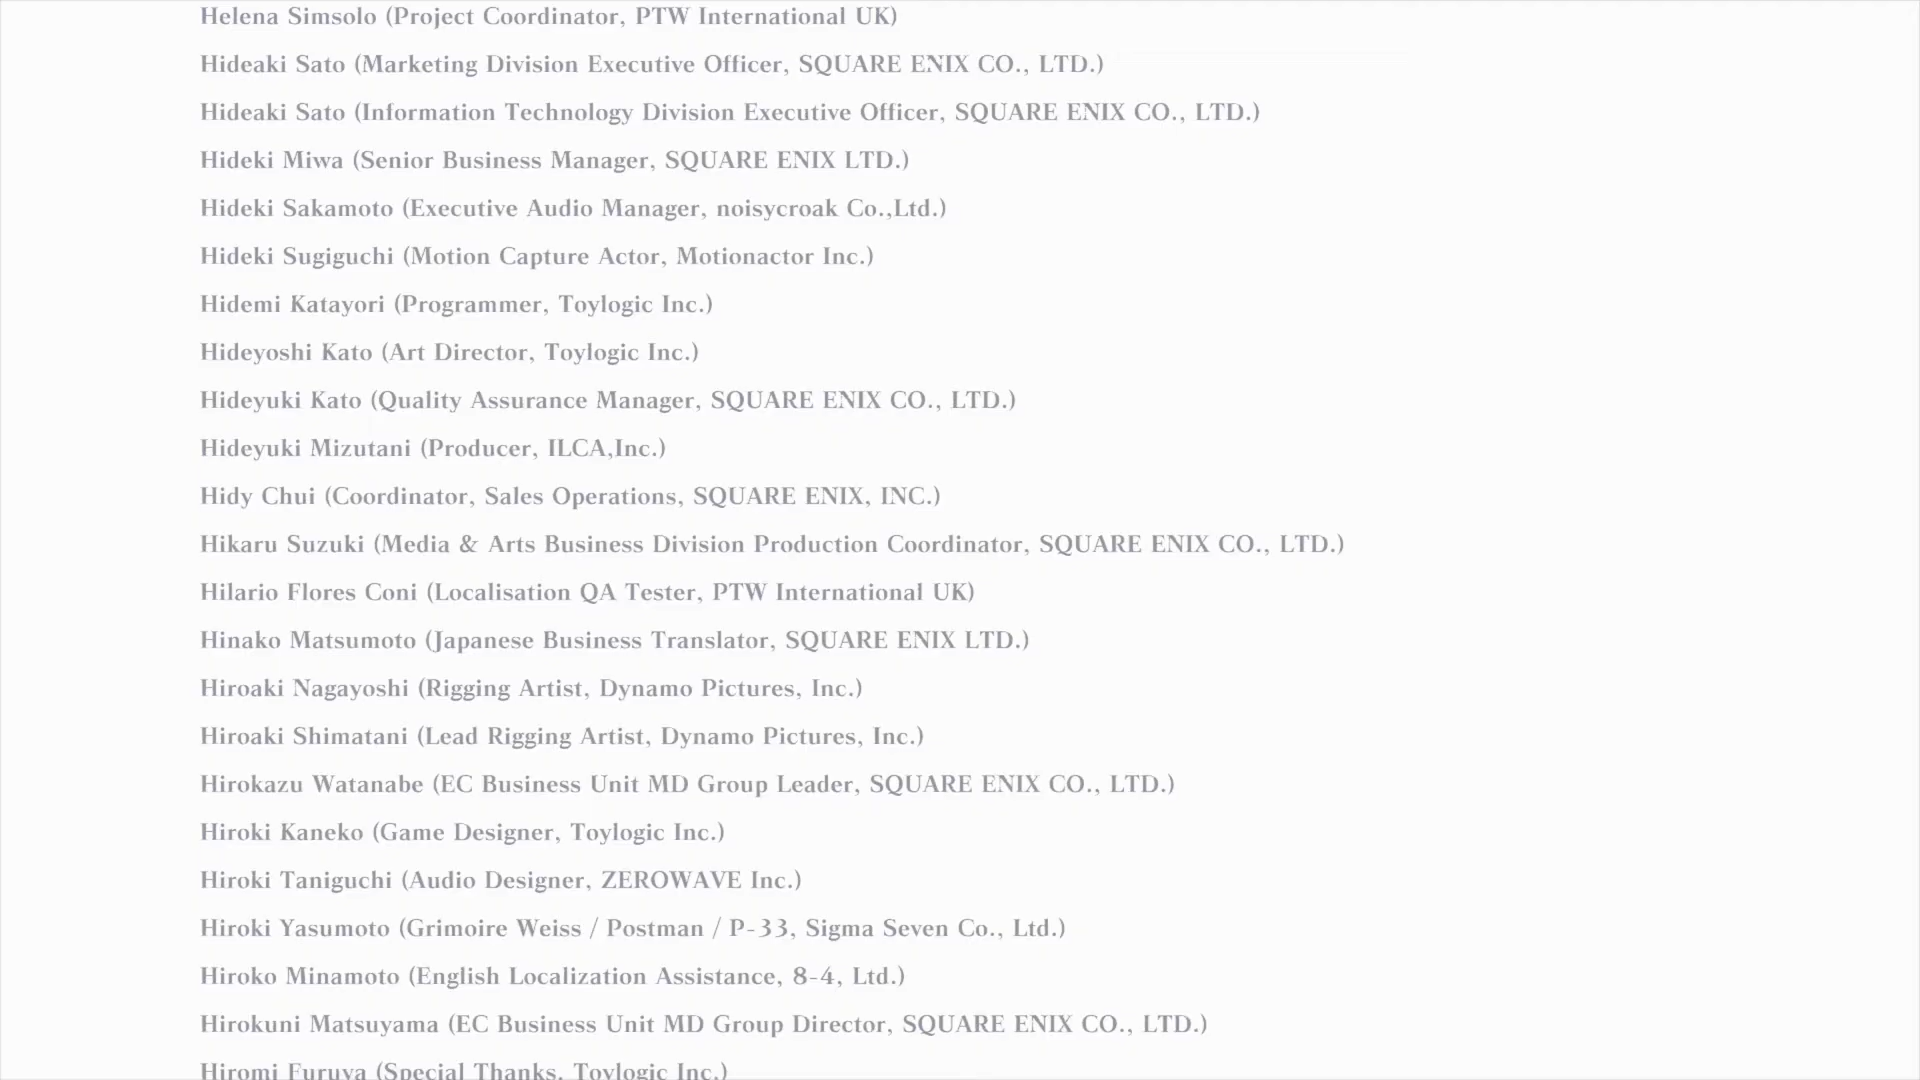 Helena Simsolo (Project Coordinator, PTW International UK)
Hideaki Sato (Marketing Division Executive Officer, SQUARE ENIX CO., LTD.)
Hideaki Sato (Information Technology Division Executive Officer, SQUARE ENIX CO., LTD.)
Hideki Miwa (Senior Business Manager, SQUARE ENIX LTD.)
Hideki Sakamoto (Executive Audio Manager, noisycroak Co.,Ltd.)
Hideki Sugiguchi (Motion Capture Actor, Motionactor Inc.)
Hidemi Katayori (Programmer, Toylogic Inc.)
Hideyoshi Kato (Art Director, Toylogic Inc.)
Hideyuki Kato (Quality Assurance Manager, SQUARE ENIX CO., LTD.)
Hideyuki Mizutani (Producer, ILCA,Inc.)
Hidy Chui (Coordinator, Sales Operations, SQUARE ENIX, INC.)
Hikaru Suzuki (Media & Arts Business Division Production Coordinator, SQUARE ENIX CO., LTD.)
Hilario Flores Coni (Localisation QA Tester, PTW International UK)
Hinako Matsumoto (Japanese Business Translator, SQUARE ENIX LTD.)
Hiroaki Nagayoshi (Rigging Artist, Dynamo Pictures, Inc.)
Hiroaki Shimatani (Lead Rigging Artist, Dynamo Pictures, Inc.)
Hirokazu Watanabe (EC Business Unit MD Group Leader, SQUARE ENIX CO., LTD.)
Hiroki Kaneko (Game Designer, Toylogic Inc.)
Hiroki Taniguchi (Audio Designer, ZEROWAVE Inc.)
Hiroki Yasumoto (Grimoire Weiss / Postman / P-33, Sigma Seven Co., Ltd.)
Hiroko Minamoto (English Localization Assistance, 8-4, Ltd.)
Hirokuni Matsuyama (EC Business Unit MD Group Director, SQUARE ENIX CO., LTD.)
Hiromi Furuya (Special Thanks, Toylogic Inc.)